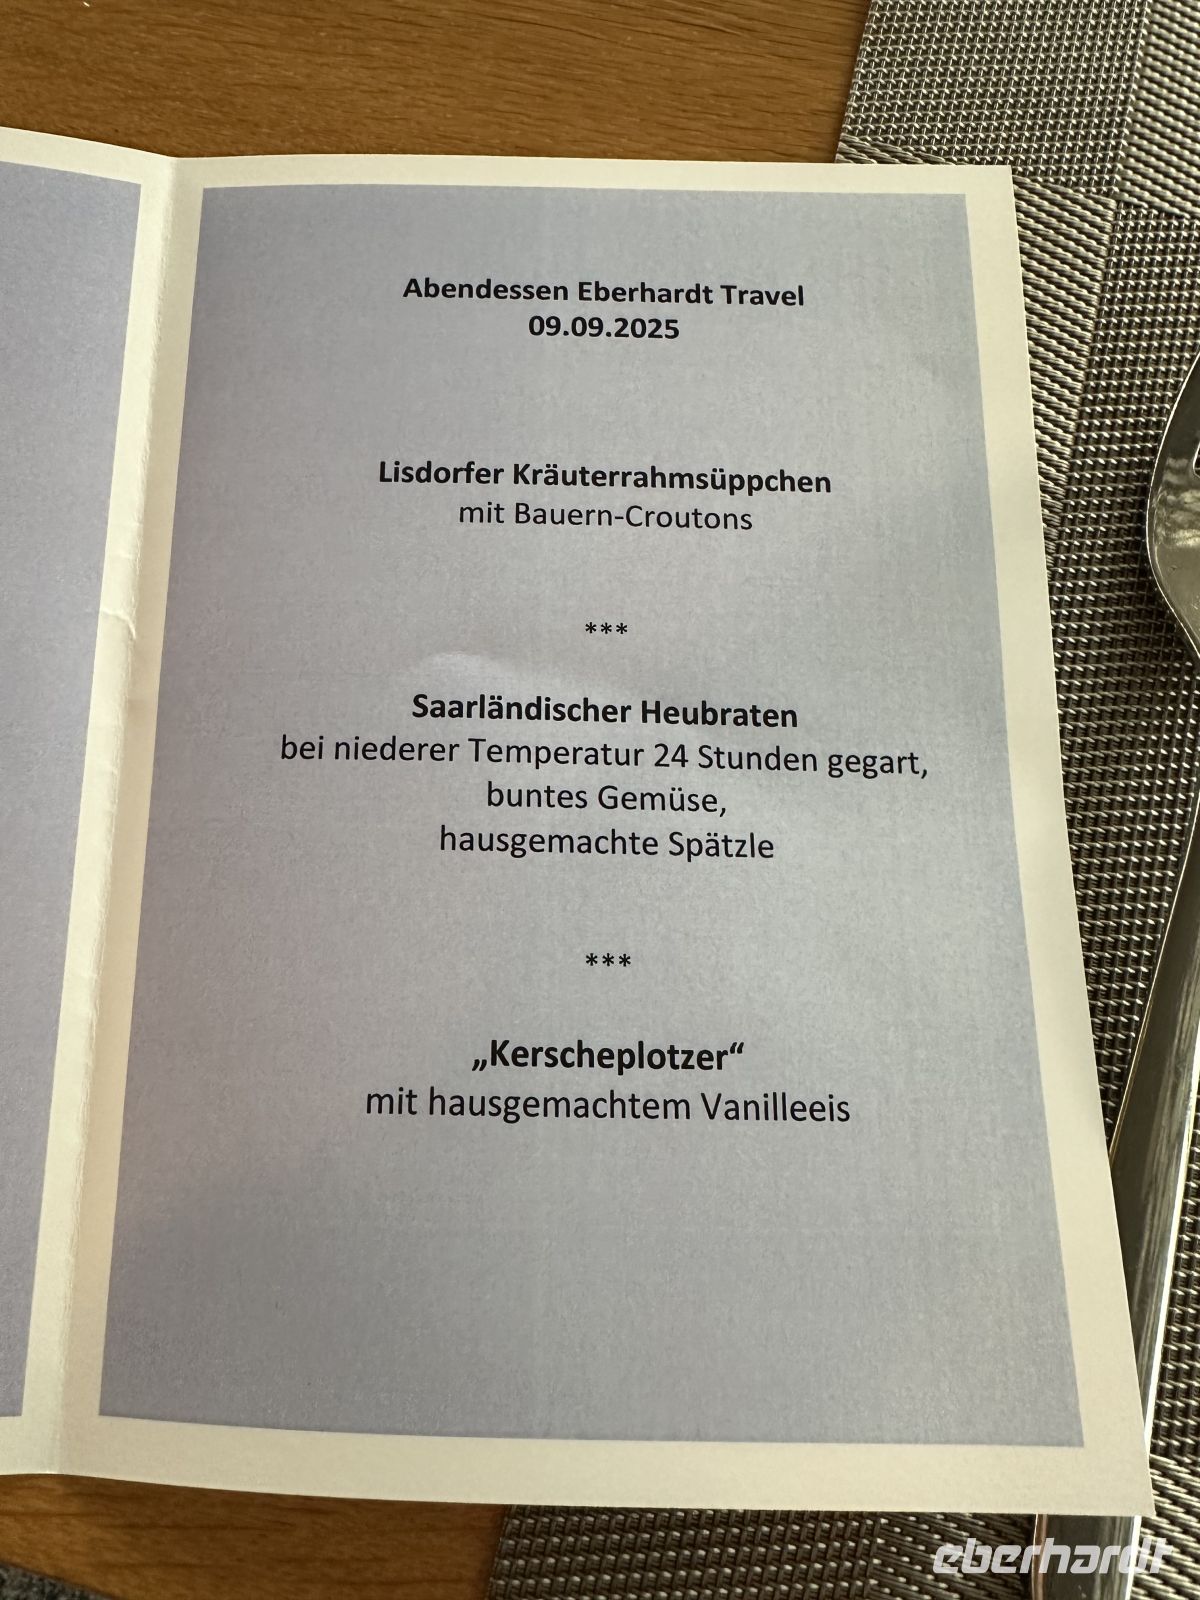 Abendessen Eberhardt Travel
09.09.2025
Lisdorfer Kräuterrahmsüppchen
mit Bauern-Croutons
***
Saarländischer Heubraten
bei niederer Temperatur 24 Stunden gegart,
buntes Gemüse,
hausgemachte Spätzle
***
„Kerscheplotzer“
mit hausgemachtem Vanilleeis
eberhardt